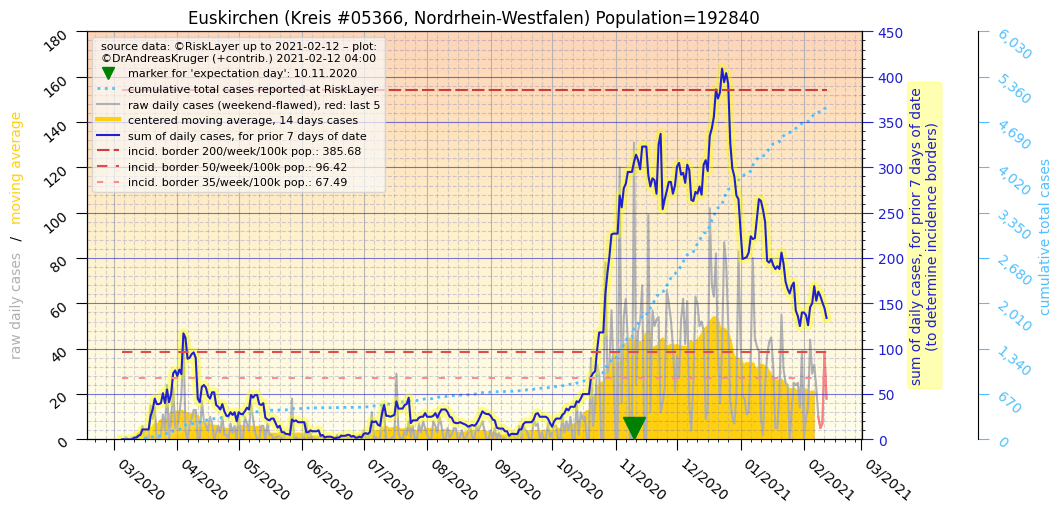 Euskirchen (Kreis #05366, Nordrhein-Westfalen) Population=192840
source data: ©RiskLayer up to 2021-02-12 – plot:
©DrAndreasKruger (+contrib.) 2021-02-12 04:00
marker for 'expectation day': 10.11.2020
cumulative total cases reported at RiskLayer
raw daily cases (weekend-flawed), red: last 5
centered moving average, 14 days cases
sum of daily cases, for prior 7 days of date
incid. border 200/week/100k pop.: 385.68
incid. border 50/week/100k pop.: 96.42
incid. border 35/week/100k pop.: 67.49
raw daily cases / moving average
180
160
140
120
100
80
60
40
20
0
03/2020
04/2020
05/2020
06/2020
07/2020
08/2020
09/2020
10/2020
11/2020
12/2020
01/2021
02/2021
03/2021
450
400
350
300
250
200
150
100
50
0
sum of daily cases, for prior 7 days of date
(to determine incidence borders)
6,030
5,360
4,690
4,020
3,350
2,680
2,010
1,340
670
0
cumulative total cases